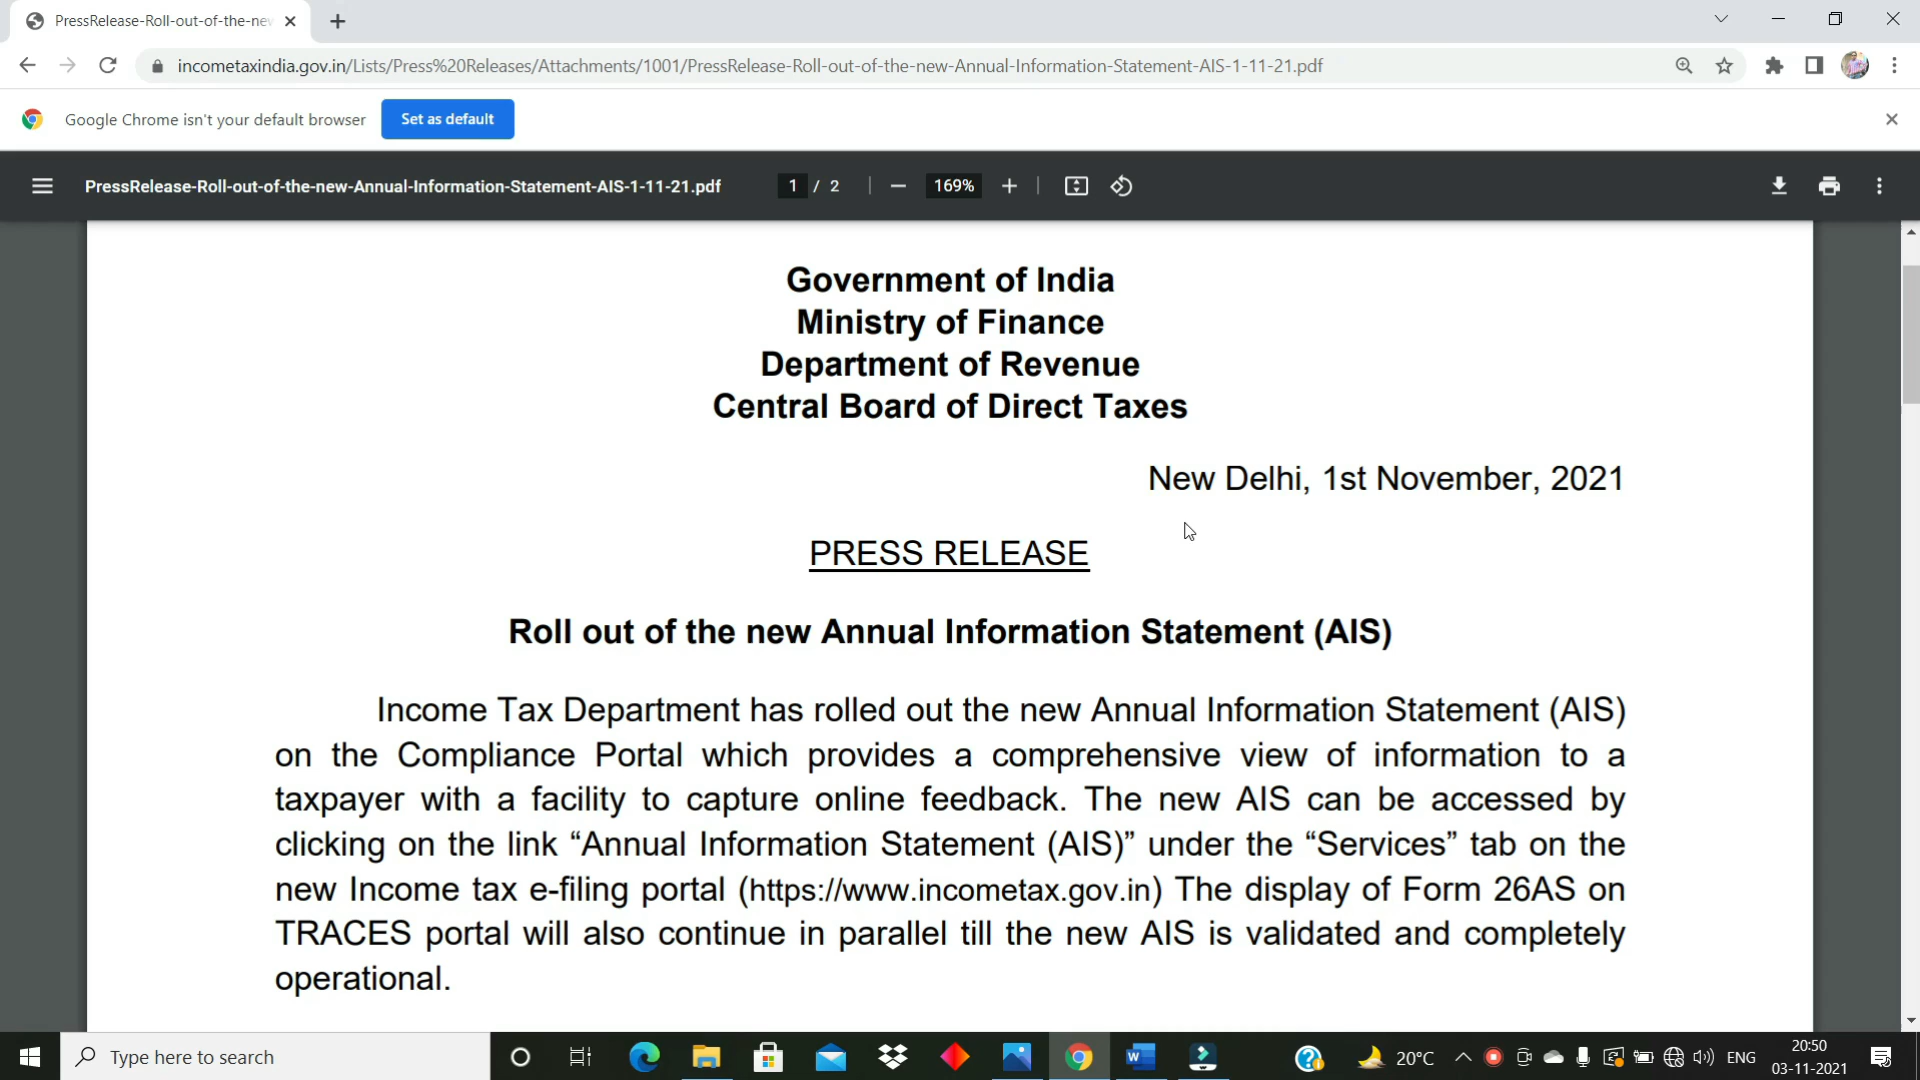 PressRelease-Roll-out-of-the-nev
incometaxindia.gov.in/Lists/Press%20Releases/Attachments/1001/PressRelease-Roll-out-of-the-new-Annual-Information-Statement-AIS-1-11-21.pdf
Google Chrome isn't your default browser
Set as default
PressRelease-Roll-out-of-the-new-Annual-Information-Statement-AIS-1-11-21.pdf
1 / 2
169%
Government of India
Ministry of Finance
Department of Revenue
Central Board of Direct Taxes
New Delhi, 1st November, 2021
PRESS RELEASE
Roll out of the new Annual Information Statement (AIS)
Income Tax Department has rolled out the new Annual Information Statement (AIS)
on the Compliance Portal which provides a comprehensive view of information to a
taxpayer with a facility to capture online feedback. The new AIS can be accessed by
clicking on the link “Annual Information Statement (AIS)” under the “Services” tab on the
new Income tax e-filing portal (https://www.incometax.gov.in) The display of Form 26AS on
TRACES portal will also continue in parallel till the new AIS is validated and completely
operational.
Type here to search
20°C
ENG
20:50
03-11-2021